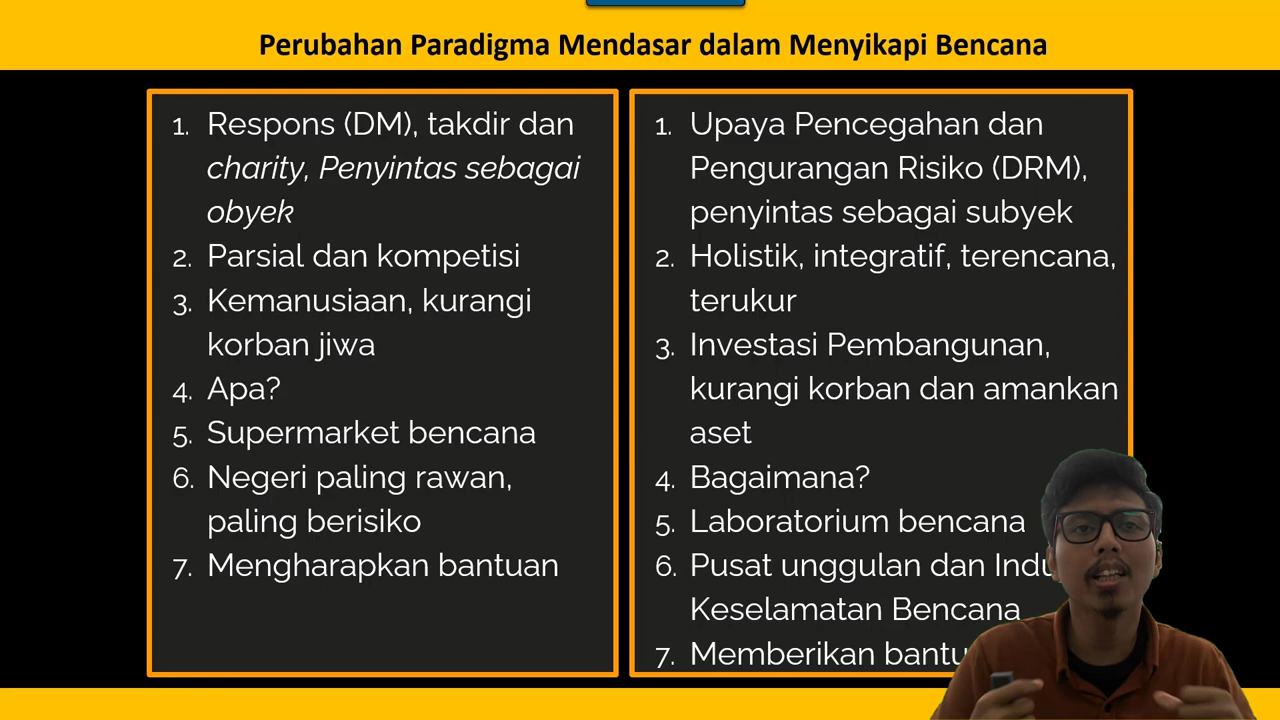 Perubahan Paradigma Mendasar dalam Menyikapi Bencana
1. Respons (DM), takdir dan
charity, Penyintas sebagai
obyek
2. Parsial dan kompetisi
3. Kemanusiaan, kurangi
korban jiwa
4. Apa?
5. Supermarket bencana
6. Negeri paling rawan,
paling berisiko
7. Mengharapkan bantuan
1. Upaya Pencegahan dan
Pengurangan Risiko (DRM),
penyintas sebagai subyek
2. Holistik, integratif, terencana,
terukur
3. Investasi Pembangunan,
kurangi korban dan amankan
aset
4. Bagaimana?
5. Laboratorium bencana
6. Pusat unggulan dan
Keselamatan Bencana
7. Memberikan